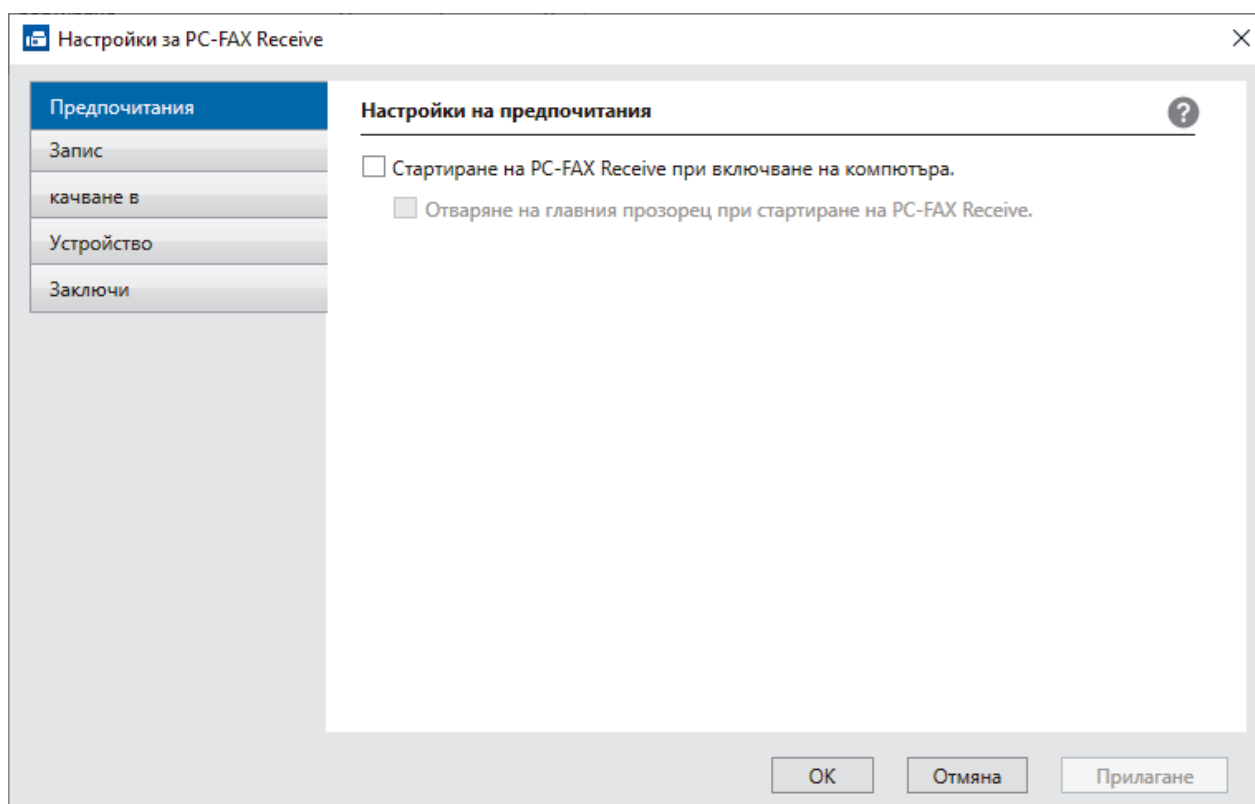 Настройки за PC-FAX Receive
Предпочитания
Запис
качване в
Устройство
Заключи
Настройки на предпочитания
?
Стартиране на PC-FAX Receive при включване на компютъра.
Отваряне на главния прозорец при стартиране на PC-FAX Receive.
OK
Отмяна
Прилагане